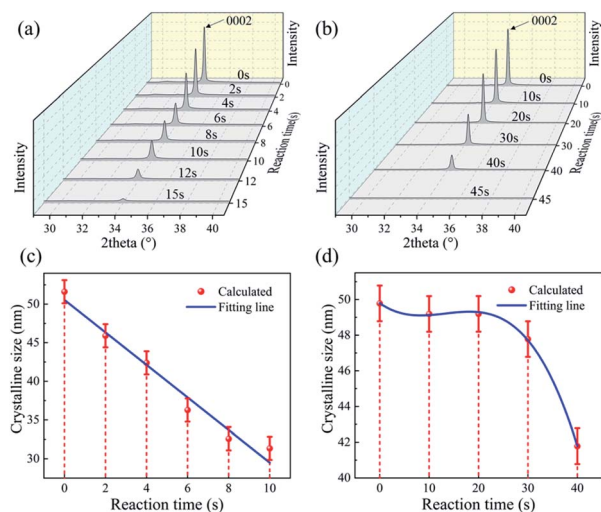 (a)
0002
Intensity
0s
2s
4s
6s
8s
10s
12s
15s
0
2
4
6
8
10
12
15
Reaction time(s)
Intensity
30 32 34 36 38 40
2theta (°)
(b)
0002
Intensity
0s
10s
20s
30s
40s
45s
0
10
20
30
40
45
Reaction time(s)
Intensity
30 32 34 36 38 40
2theta (°)
(c)
Calculated
Fitting line
50
45
40
35
30
Crystalline size (nm)
0 2 4 6 8 10
Reaction time (s)
(d)
Calculated
Fitting line
52
50
48
46
44
42
40
Crystalline size (nm)
0 10 20 30 40
Reaction time (s)